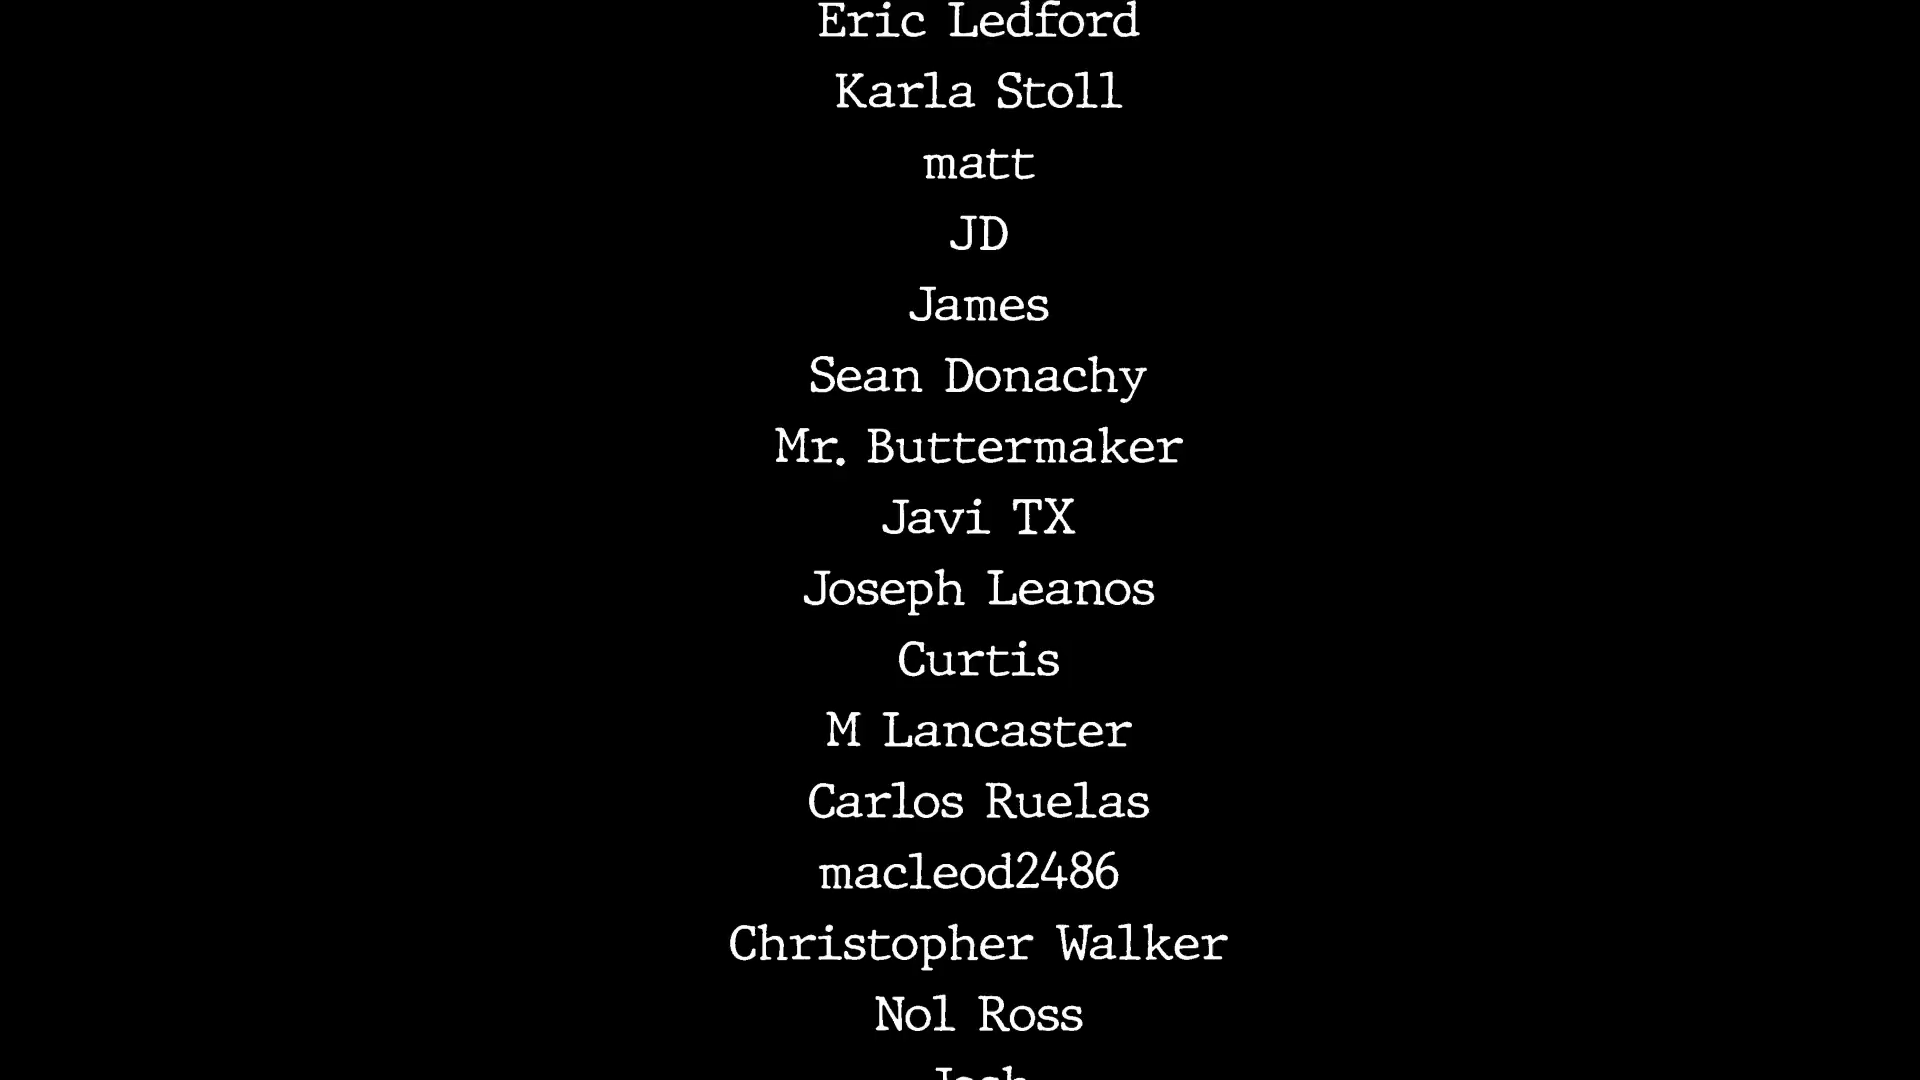 Eric Ledford
Karla Stoll
matt
JD
James
Sean Donachy
Mr. Buttermaker
Javi TX
Joseph Leanos
Curtis
M Lancaster
Carlos Ruelas
macleod2486
Christopher Walker
Nol Ross